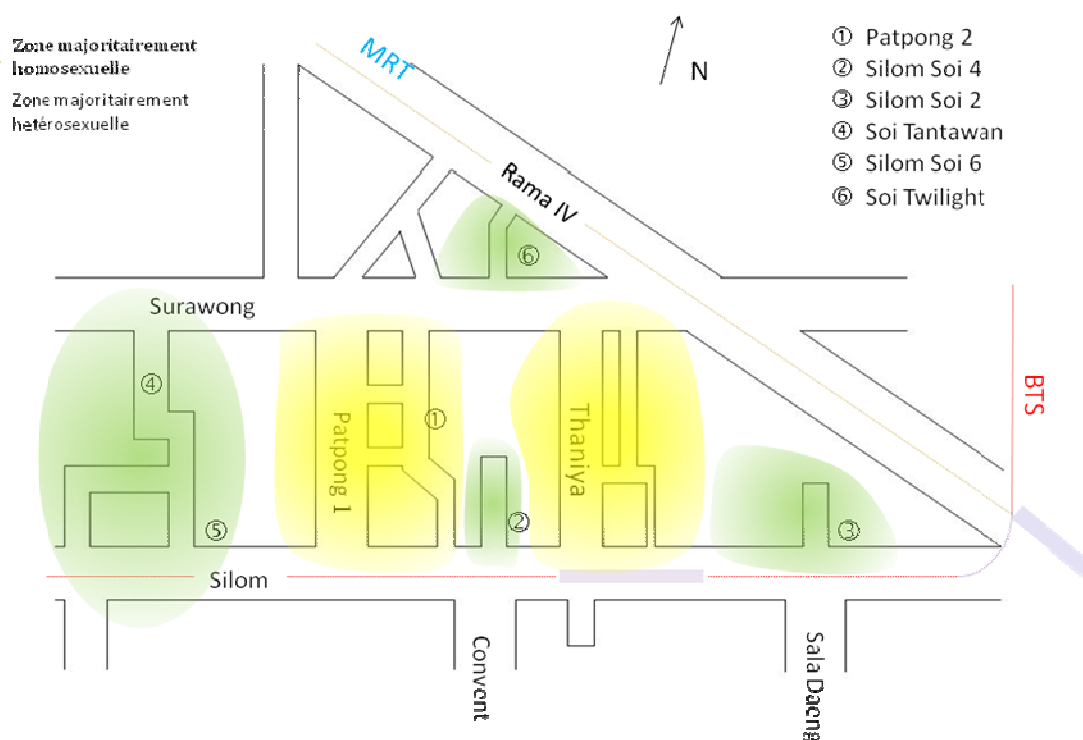 Zone majoritairement
homosexuelle
Zone majoritairement
hétérosexuelle
MRT
N
① Patpong 2
② Silom Soi 4
③ Silom Soi 2
④ Soi Tantawan
⑤ Silom Soi 6
⑥ Soi Twilight
Rama IV
⑥
Surawong
④
BTS
Patpong 1
①
Thaniya
②
⑤
③
Silom
Convent
Sala Daeng